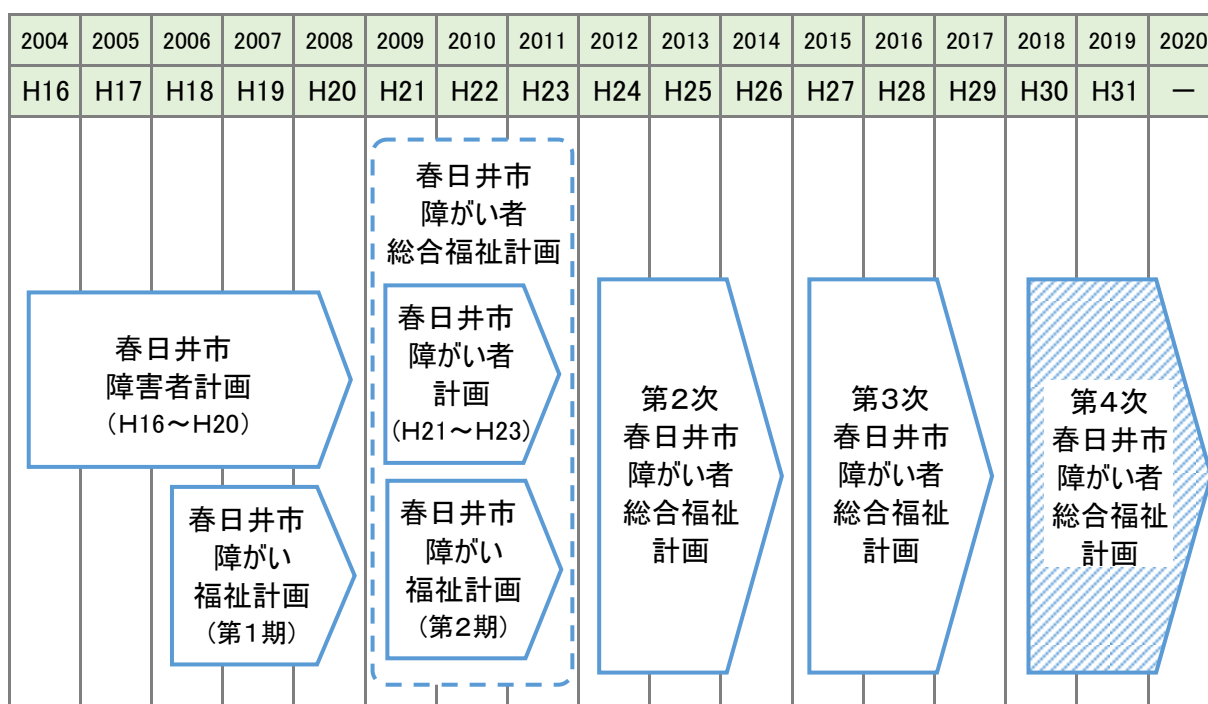 2004 2005 2006 2007 2008 2009 2010 2011 2012 2013 2014 2015 2016 2017 2018 2019 2020
H16 H17 H18 H19 H20 H21 H22 H23 H24 H25 H26 H27 H28 H29 H30 H31 ―
春日井市
障害者計画
（H16～H20）
春日井市
障がい
福祉計画
（第１期）
春日井市
障がい者
総合福祉計画
春日井市
障がい者
計画
（H21～H23）
春日井市
障がい
福祉計画
（第２期）
第２次
春日井市
障がい者
総合福祉
計画
第３次
春日井市
障がい者
総合福祉
計画
第４次
春日井市
障がい者
総合福祉
計画